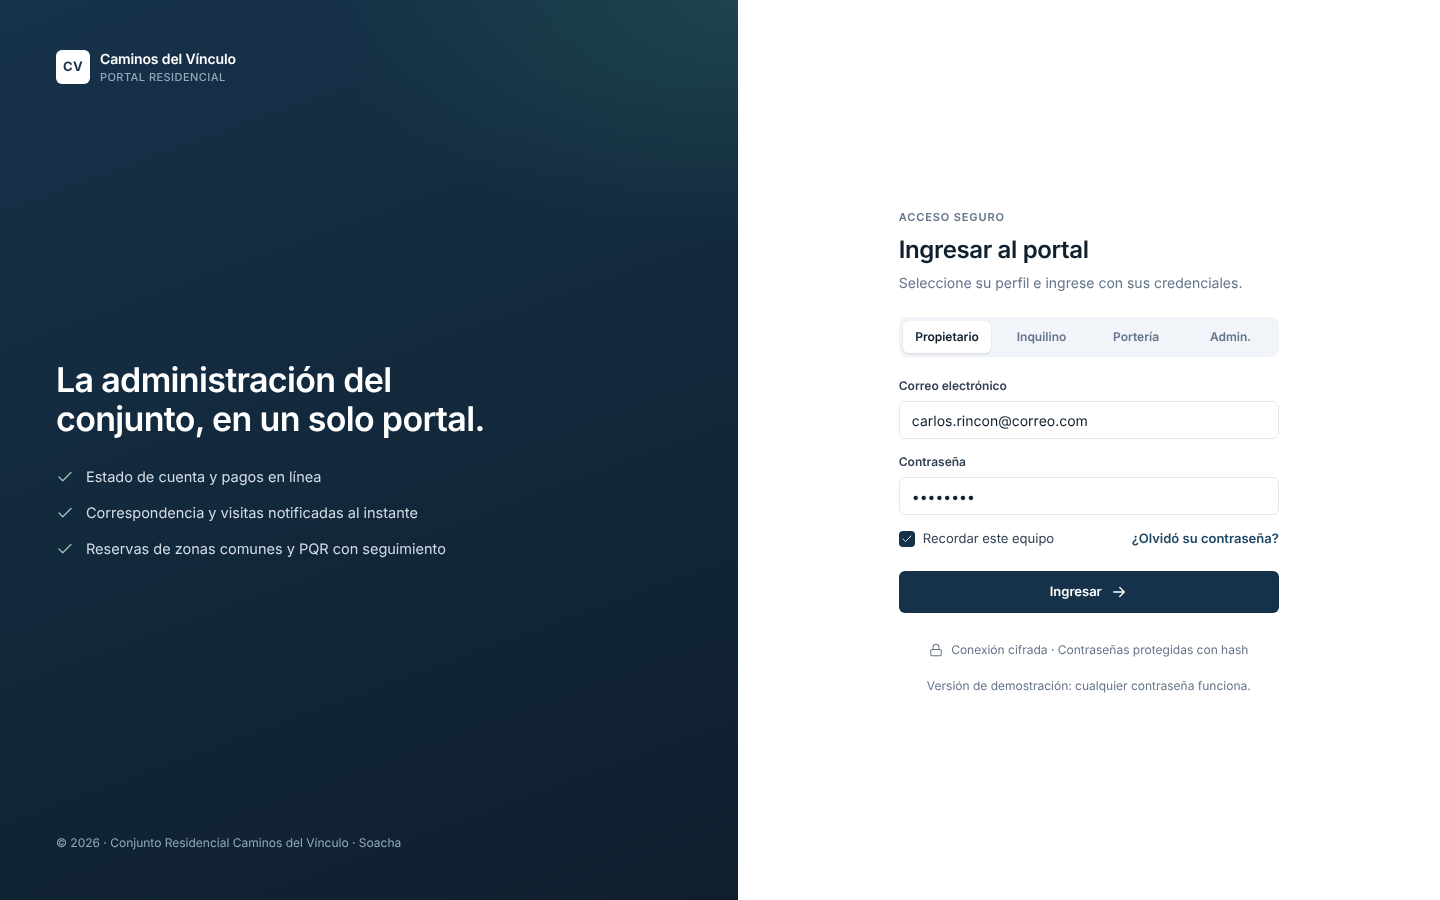 CV
Caminos del Vínculo
PORTAL RESIDENCIAL
La administración del
conjunto, en un solo portal.
Estado de cuenta y pagos en línea
Correspondencia y visitas notificadas al instante
Reservas de zonas comunes y PQR con seguimiento
© 2026 · Conjunto Residencial Caminos del Vínculo · Soacha
ACCESO SEGURO
Ingresar al portal
Seleccione su perfil e ingrese con sus credenciales.
Propietario Inquilino Portería Admin.
Correo electrónico
carlos.rincon@correo.com
Contraseña
••••••••
Recordar este equipo ¿Olvidó su contraseña?
Ingresar →
Conexión cifrada · Contraseñas protegidas con hash
Versión de demostración: cualquier contraseña funciona.